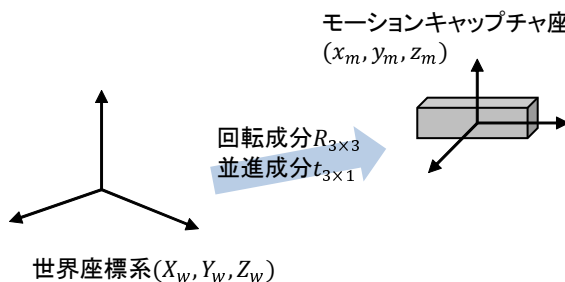 モーションキャップチャ座
(x_m, y_m, z_m)
回転成分R_{3×3}
並進成分t_{3×1}
世界座標系(X_w, Y_w, Z_w)